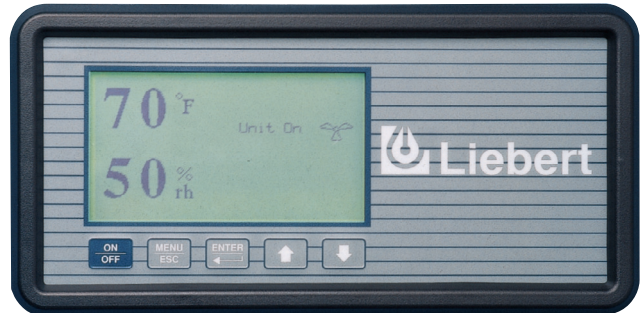 70 °F
Unit On
50 % rh
Liebert
ON OFF
MENU ESC
ENTER